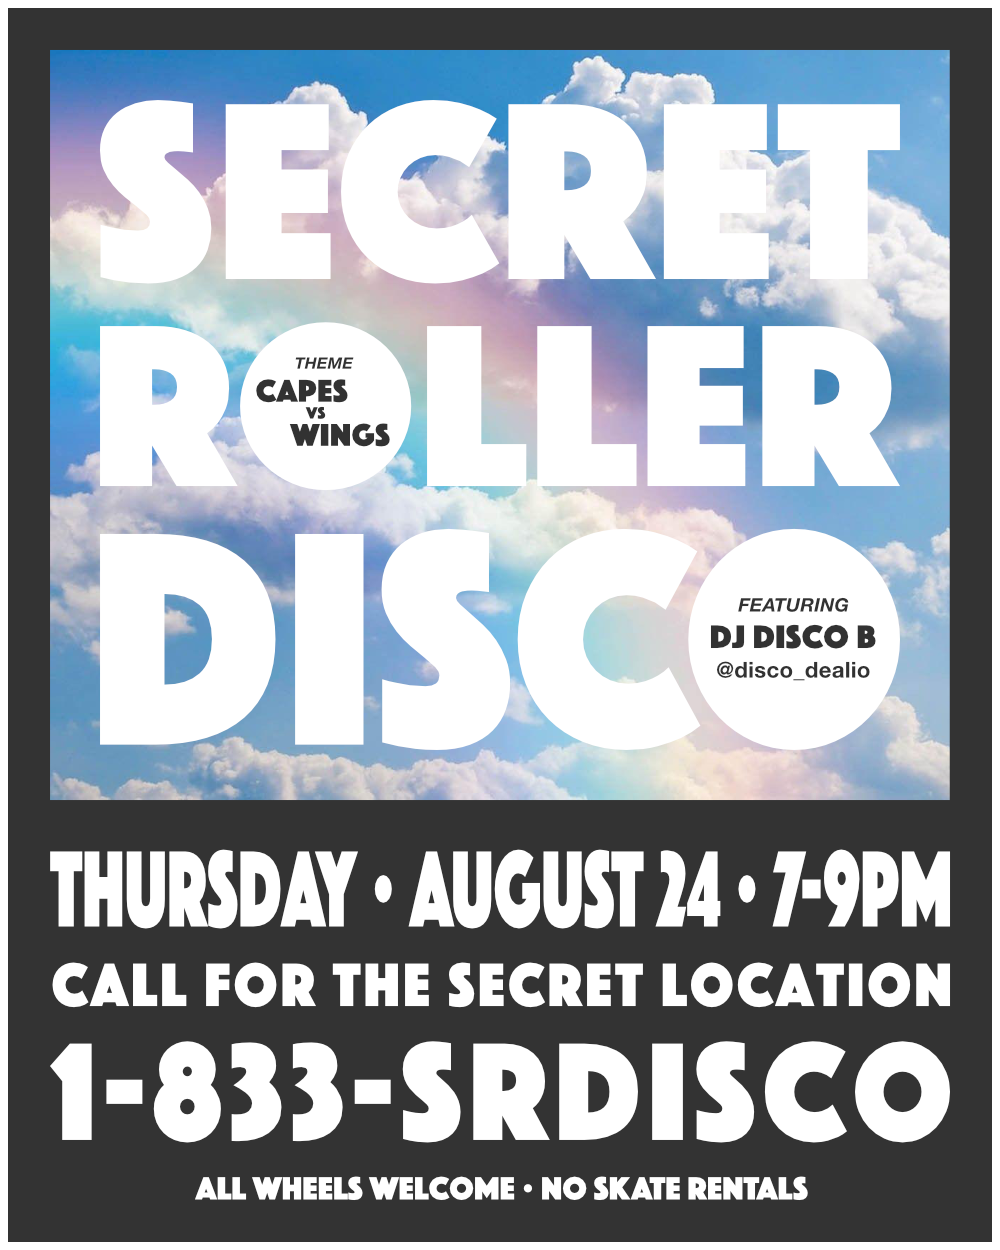 SECRET
ROLLER
THEME
CAPES
VS
WINGS
DISCO
FEATURING
DJ DISCO B
@disco_dealio
THURSDAY • AUGUST 24 • 7-9PM
CALL FOR THE SECRET LOCATION
1-833-SRDISCO
ALL WHEELS WELCOME • NO SKATE RENTALS